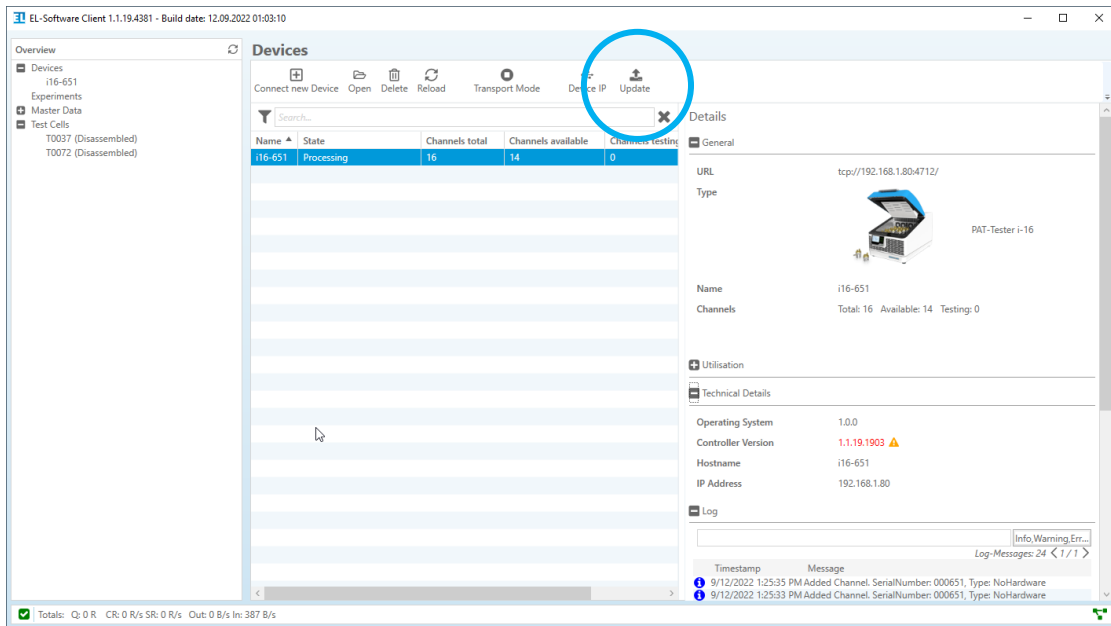 EL-Software Client 1.1.19.4381 - Build date: 12.09.2022 01:03:10
Overview
Devices
i16-651
Experiments
Master Data
Test Cells
T0037 (Disassembled)
T0072 (Disassembled)
Devices
Connect new Device Open Delete Reload Transport Mode Device IP Update
Search...
Name State Channels total Channels available Channels testing
i16-651 Processing 16 14 0
Details
General
URL tcp://192.168.1.80:4712/
Type PAT-Tester i-16
Name i16-651
Channels Total: 16 Available: 14 Testing: 0
Utilisation
Technical Details
Operating System 1.0.0
Controller Version 1.1.19.1903
Hostname i16-651
IP Address 192.168.1.80
Log
Info,Warning,Err...
Log-Messages: 24 < 1 / 1 >
Timestamp Message
9/12/2022 1:25:35 PM Added Channel. SerialNumber: 000651, Type: NoHardware
9/12/2022 1:25:33 PM Added Channel. SerialNumber: 000651, Type: NoHardware
Totals: Q: 0 R CR: 0 R/s SR: 0 R/s Out: 0 B/s In: 387 B/s